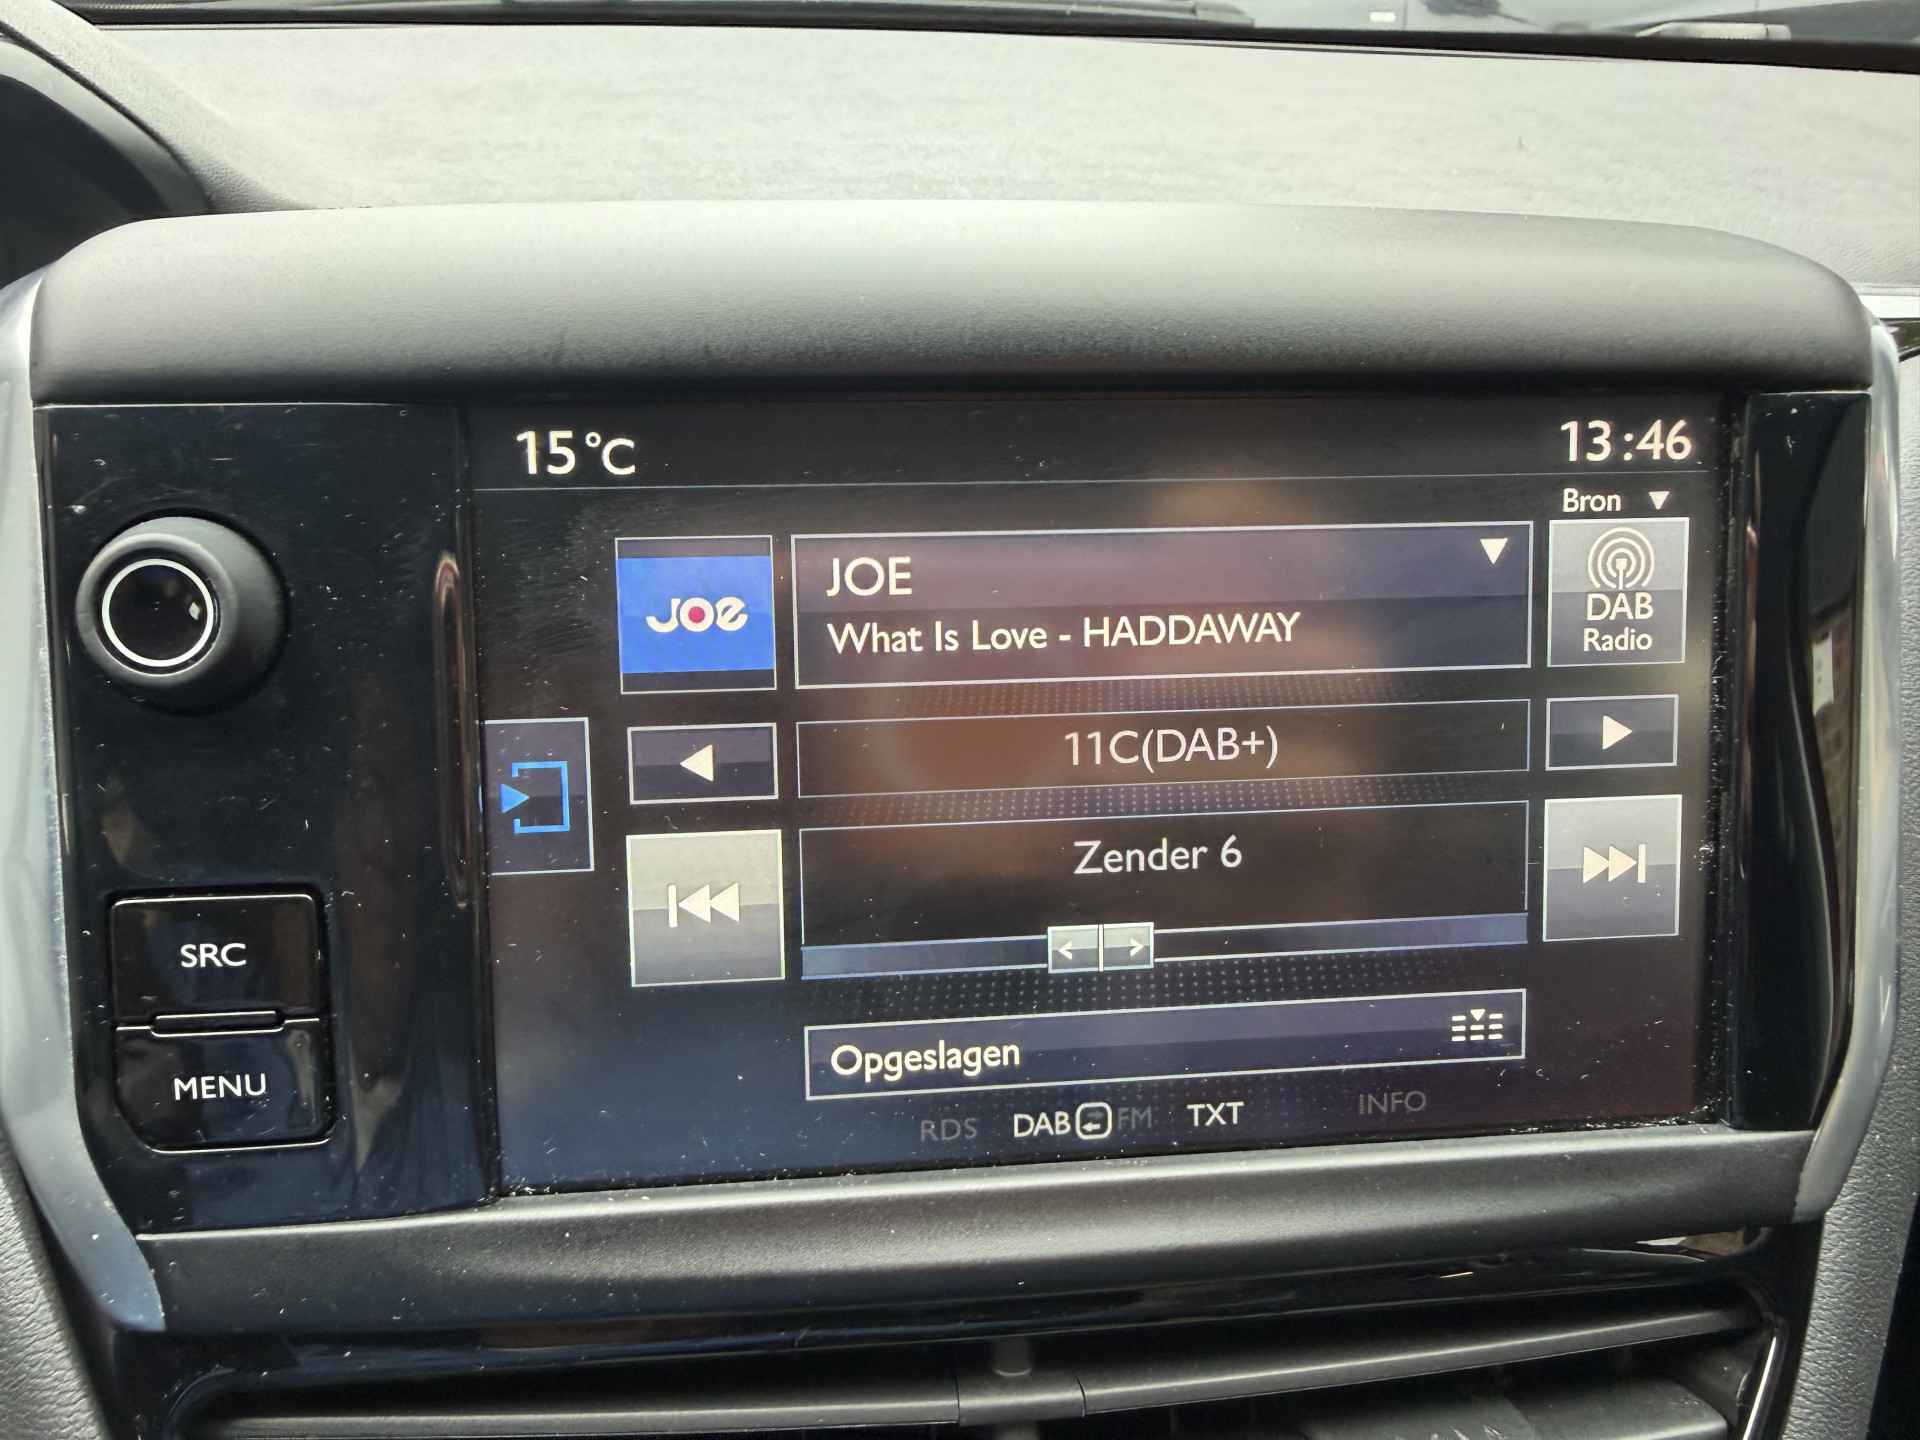 15 °C
13:46
Bron
JOE
JOE
What Is Love - HADDAWAY
DAB
Radio
11C(DAB+)
Zender 6
SRC
MENU
Opgeslagen
RDS DAB FM TXT INFO